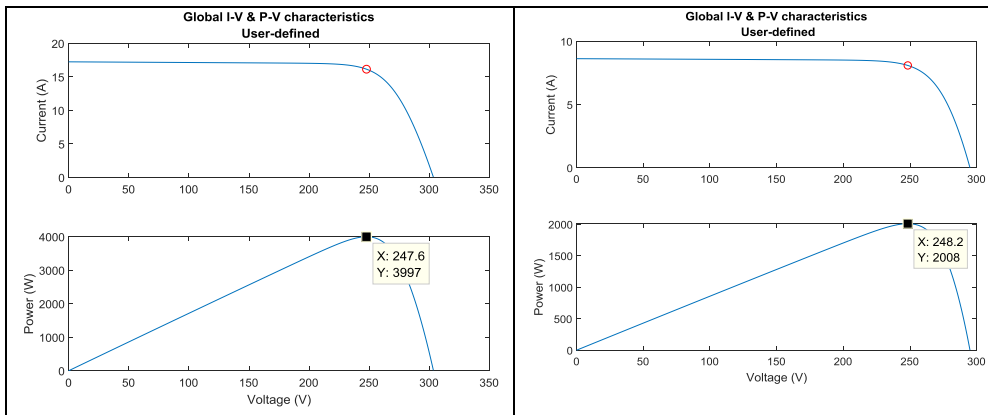 Global I-V & P-V characteristics
User-defined
20
15
10
5
0
Current (A)
0 50 100 150 200 250 300 350
4000
3000
2000
1000
0
Power (W)
X: 247.6
Y: 3997
0 50 100 150 200 250 300 350
Voltage (V)
Global I-V & P-V characteristics
User-defined
10
5
0
Current (A)
0 50 100 150 200 250 300
2000
1500
1000
500
0
Power (W)
X: 248.2
Y: 2008
0 50 100 150 200 250 300
Voltage (V)